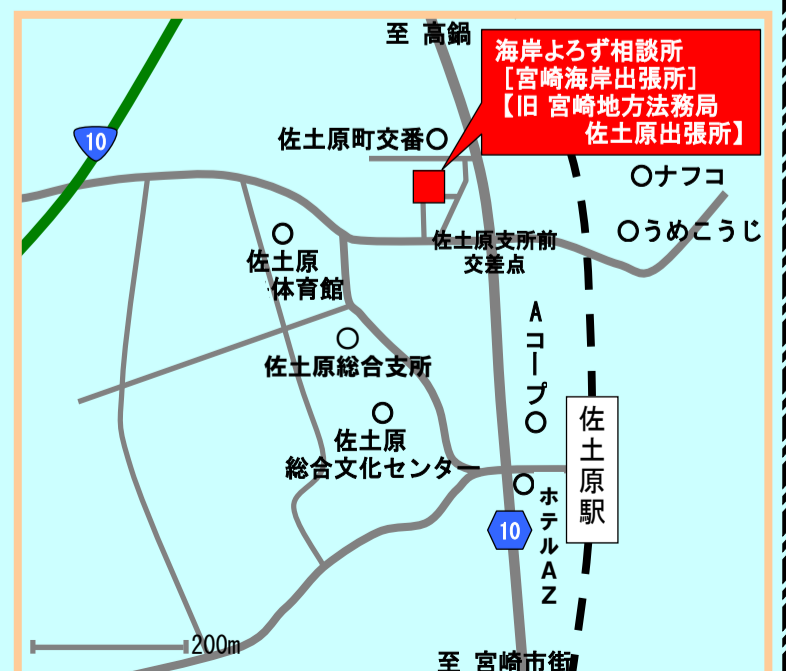 至 高鍋
海岸よろず相談所
［宮崎海岸出張所］
【旧 宮崎地方法務局
佐土原出張所】
10
佐土原町交番
ナフコ
うめこうじ
佐土原支所前
交差点
佐土原
体育館
Aコープ
佐土原総合支所
佐土原
総合文化センター
佐土原駅
ホテルAZ
10
200m
至 宮崎市街